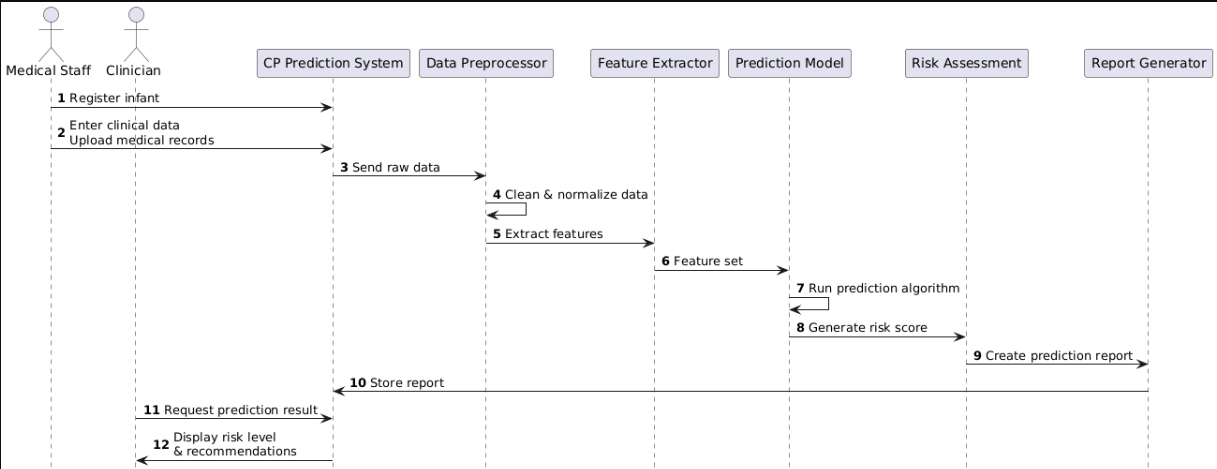 Medical Staff
Clinician
CP Prediction System
Data Preprocessor
Feature Extractor
Prediction Model
Risk Assessment
Report Generator
1 Register infant
2 Enter clinical data
Upload medical records
3 Send raw data
4 Clean & normalize data
5 Extract features
6 Feature set
7 Run prediction algorithm
8 Generate risk score
9 Create prediction report
10 Store report
11 Request prediction result
12 Display risk level
& recommendations